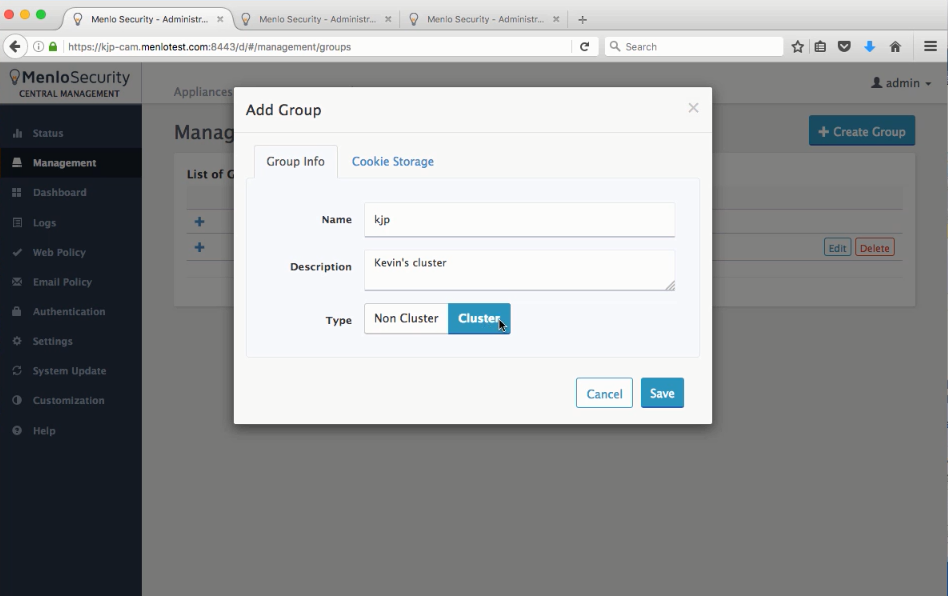 Menlo Security - Administr...
Menlo Security - Administr...
Menlo Security - Administr...
https://kjp-cam.menlotest.com:8443/d/#/management/groups
Search
MenloSecurity
CENTRAL MANAGEMENT
Appliances
admin
Status
Management
Dashboard
Logs
Web Policy
Email Policy
Authentication
Settings
System Update
Customization
Help
Manag
+ Create Group
List of G
Edit Delete
Add Group
Group Info Cookie Storage
Name kjp
Description Kevin's cluster
Type Non Cluster Cluster
Cancel Save